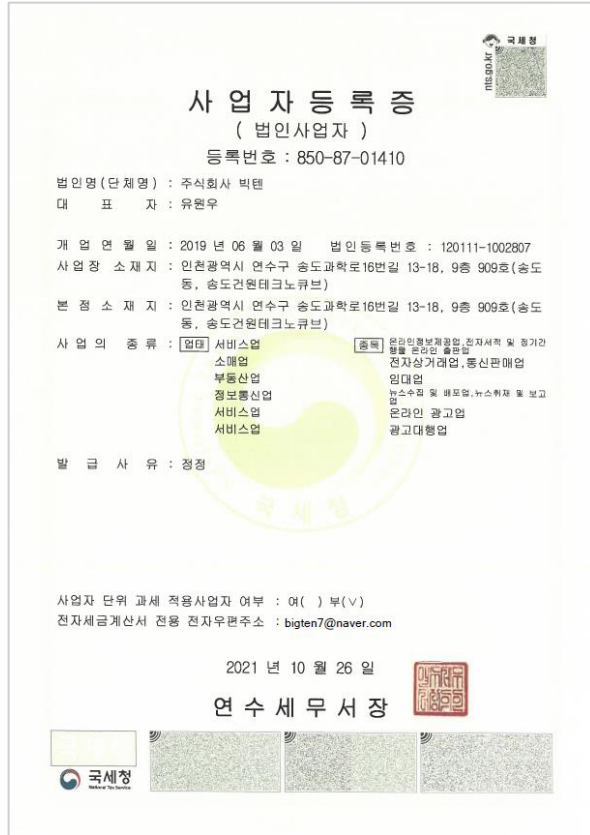 국세청
nts.go.kr
사업자등록증
( 법인사업자 )
등록번호 : 850-87-01410
법인명(단체명) : 주식회사 빅텐
대 표 자 : 유원우
개 업 연 월 일 : 2019 년 06 월 03 일 법인등록번호 : 120111-1002807
사업장 소재지 : 인천광역시 연수구 송도과학로16번길 13-18, 9층 909호(송도
동, 송도건원테크노큐브)
본 점 소 재 지 : 인천광역시 연수구 송도과학로16번길 13-18, 9층 909호(송도
동, 송도건원테크노큐브)
사 업 의 종 류 : 업태 서비스업 종목 온라인정보제공업,전자서적 및 정기간
행물 온라인 출판업
소매업 전자상거래업,통신판매업
부동산업 임대업
정보통신업 뉴스수집 및 배포업,뉴스취재 및 보고
업
서비스업 온라인 광고업
서비스업 광고대행업
발 급 사 유 : 정정
국세청
사업자 단위 과세 적용사업자 여부 : 여( ) 부(∨)
전자세금계산서 전용 전자우편주소 : bigten7@naver.com
2021 년 10 월 26 일
연수세무서장
국세청
National Tax Service